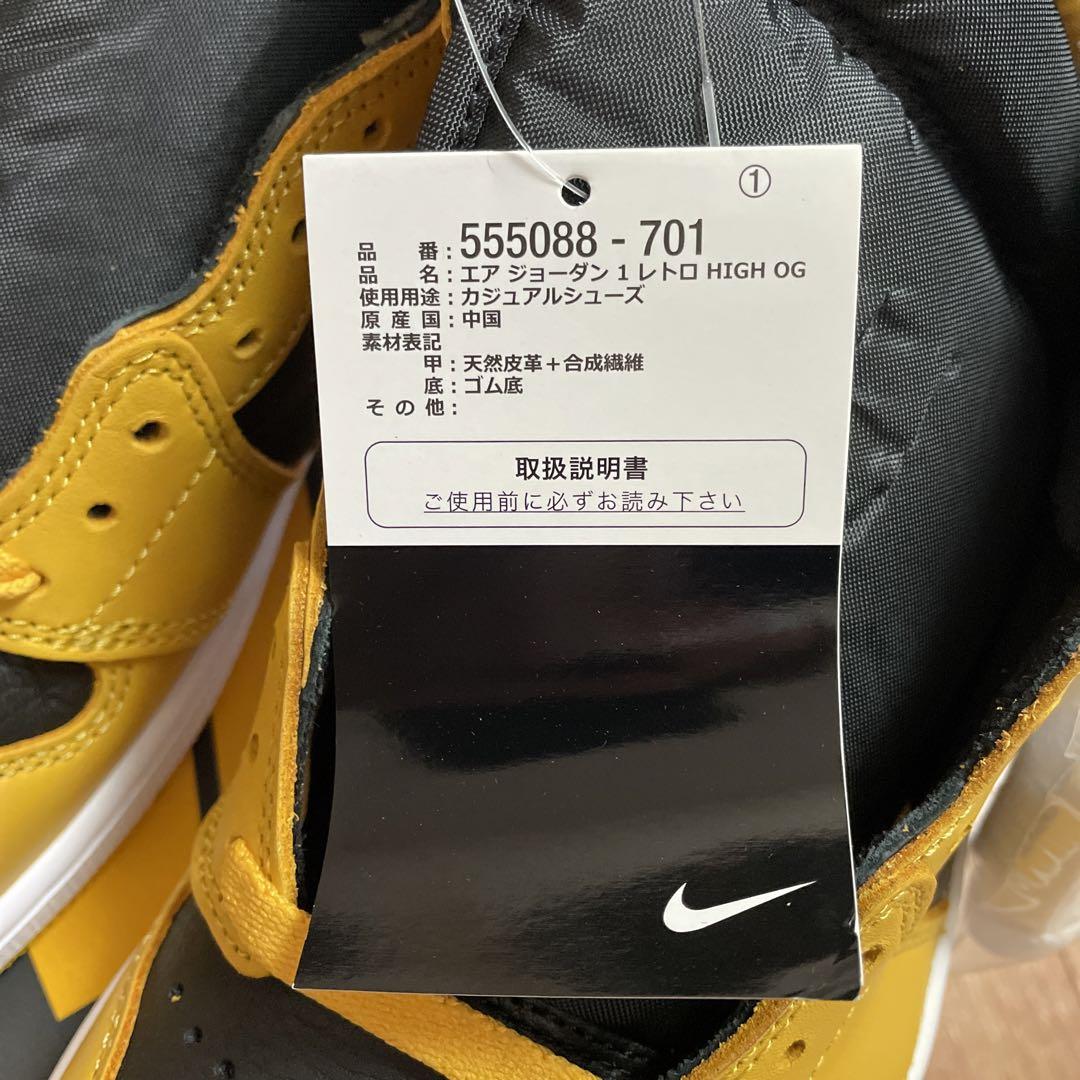 ①
品 番：555088 - 701
品 名：エア ジョーダン 1 レトロ HIGH OG
使用用途：カジュアルシューズ
原 産 国：中国
素材表記
甲：天然皮革＋合成繊維
底：ゴム底
そ の 他：
取扱説明書
ご使用前に必ずお読み下さい